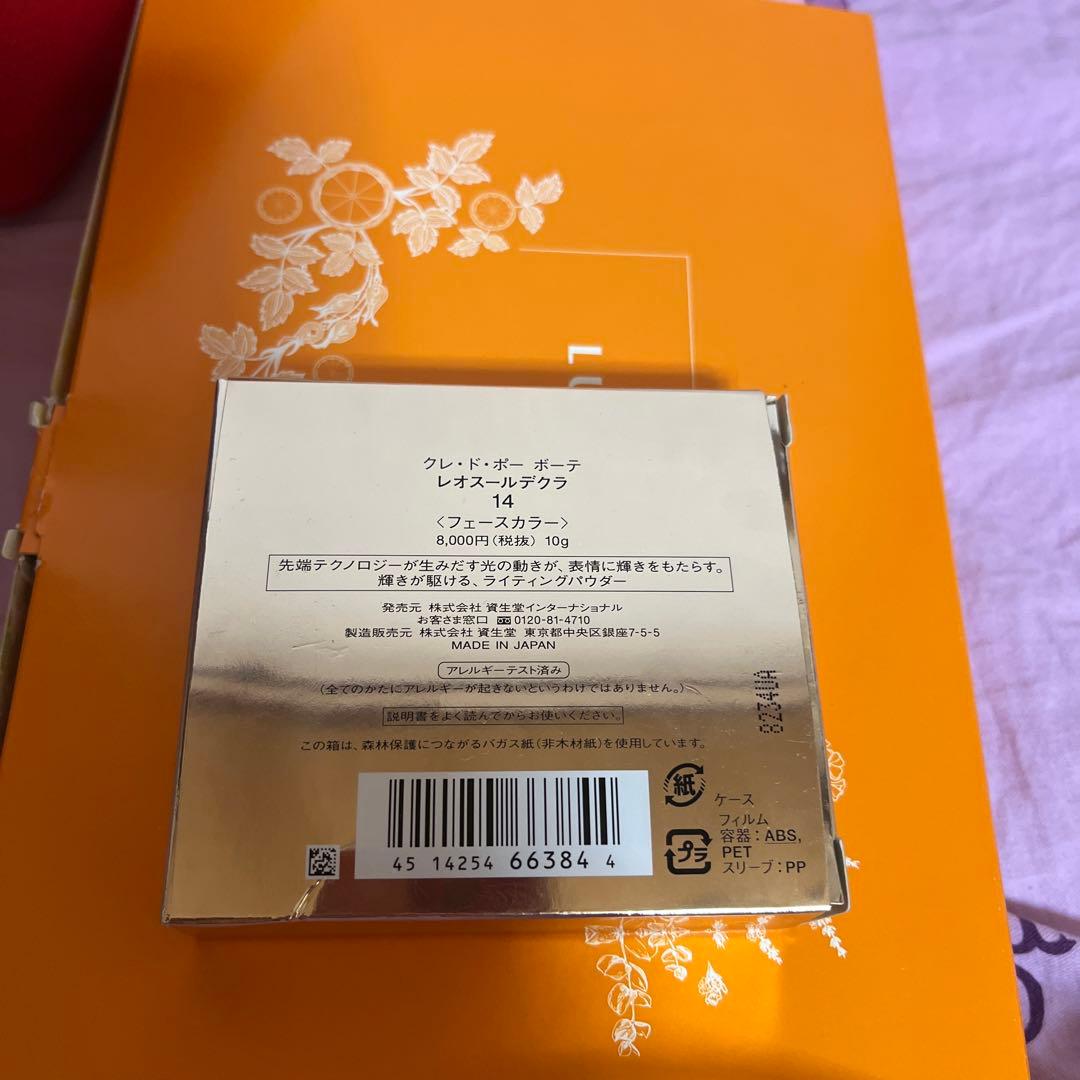 LU
クレ・ド・ポー ボーテ
レオスールデクラ
14
〈フェースカラー〉
8,000円(税抜) 10g
先端テクノロジーが生みだす光の動きが、表情に輝きをもたらす。
輝きが駆ける、ライティングパウダー
発売元 株式会社 資生堂インターナショナル
お客さま窓口 0120-81-4710
製造販売元 株式会社 資生堂 東京都中央区銀座7-5-5
MADE IN JAPAN
アレルギーテスト済み
(全てのかたにアレルギーが起きないというわけではありません。)
説明書をよく読んでからお使いください。
この箱は、森林保護につながるバガス紙(非木材紙)を使用しています。
8234UA
紙 ケース
プラ フィルム
容器:ABS,
PET
スリーブ:PP
4514254663844